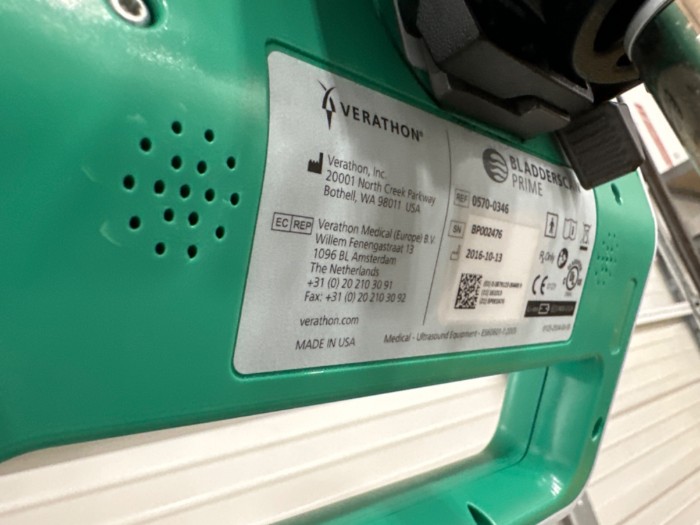 VERATHON®
Verathon, Inc.
20001 North Creek Parkway
Bothell, WA 98011 USA
EC REP
Verathon Medical (Europe) B.V.
Willem Fenengastraat 13
1096 BL Amsterdam
The Netherlands
+31 (0) 20 210 30 91
Fax: +31 (0) 20 210 30 92
verathon.com
MADE IN USA
PRIME
REF 0570-0346
SN BP002476
2016-10-13
Rx Only
CE
Medical - Ultrasound Equipment -